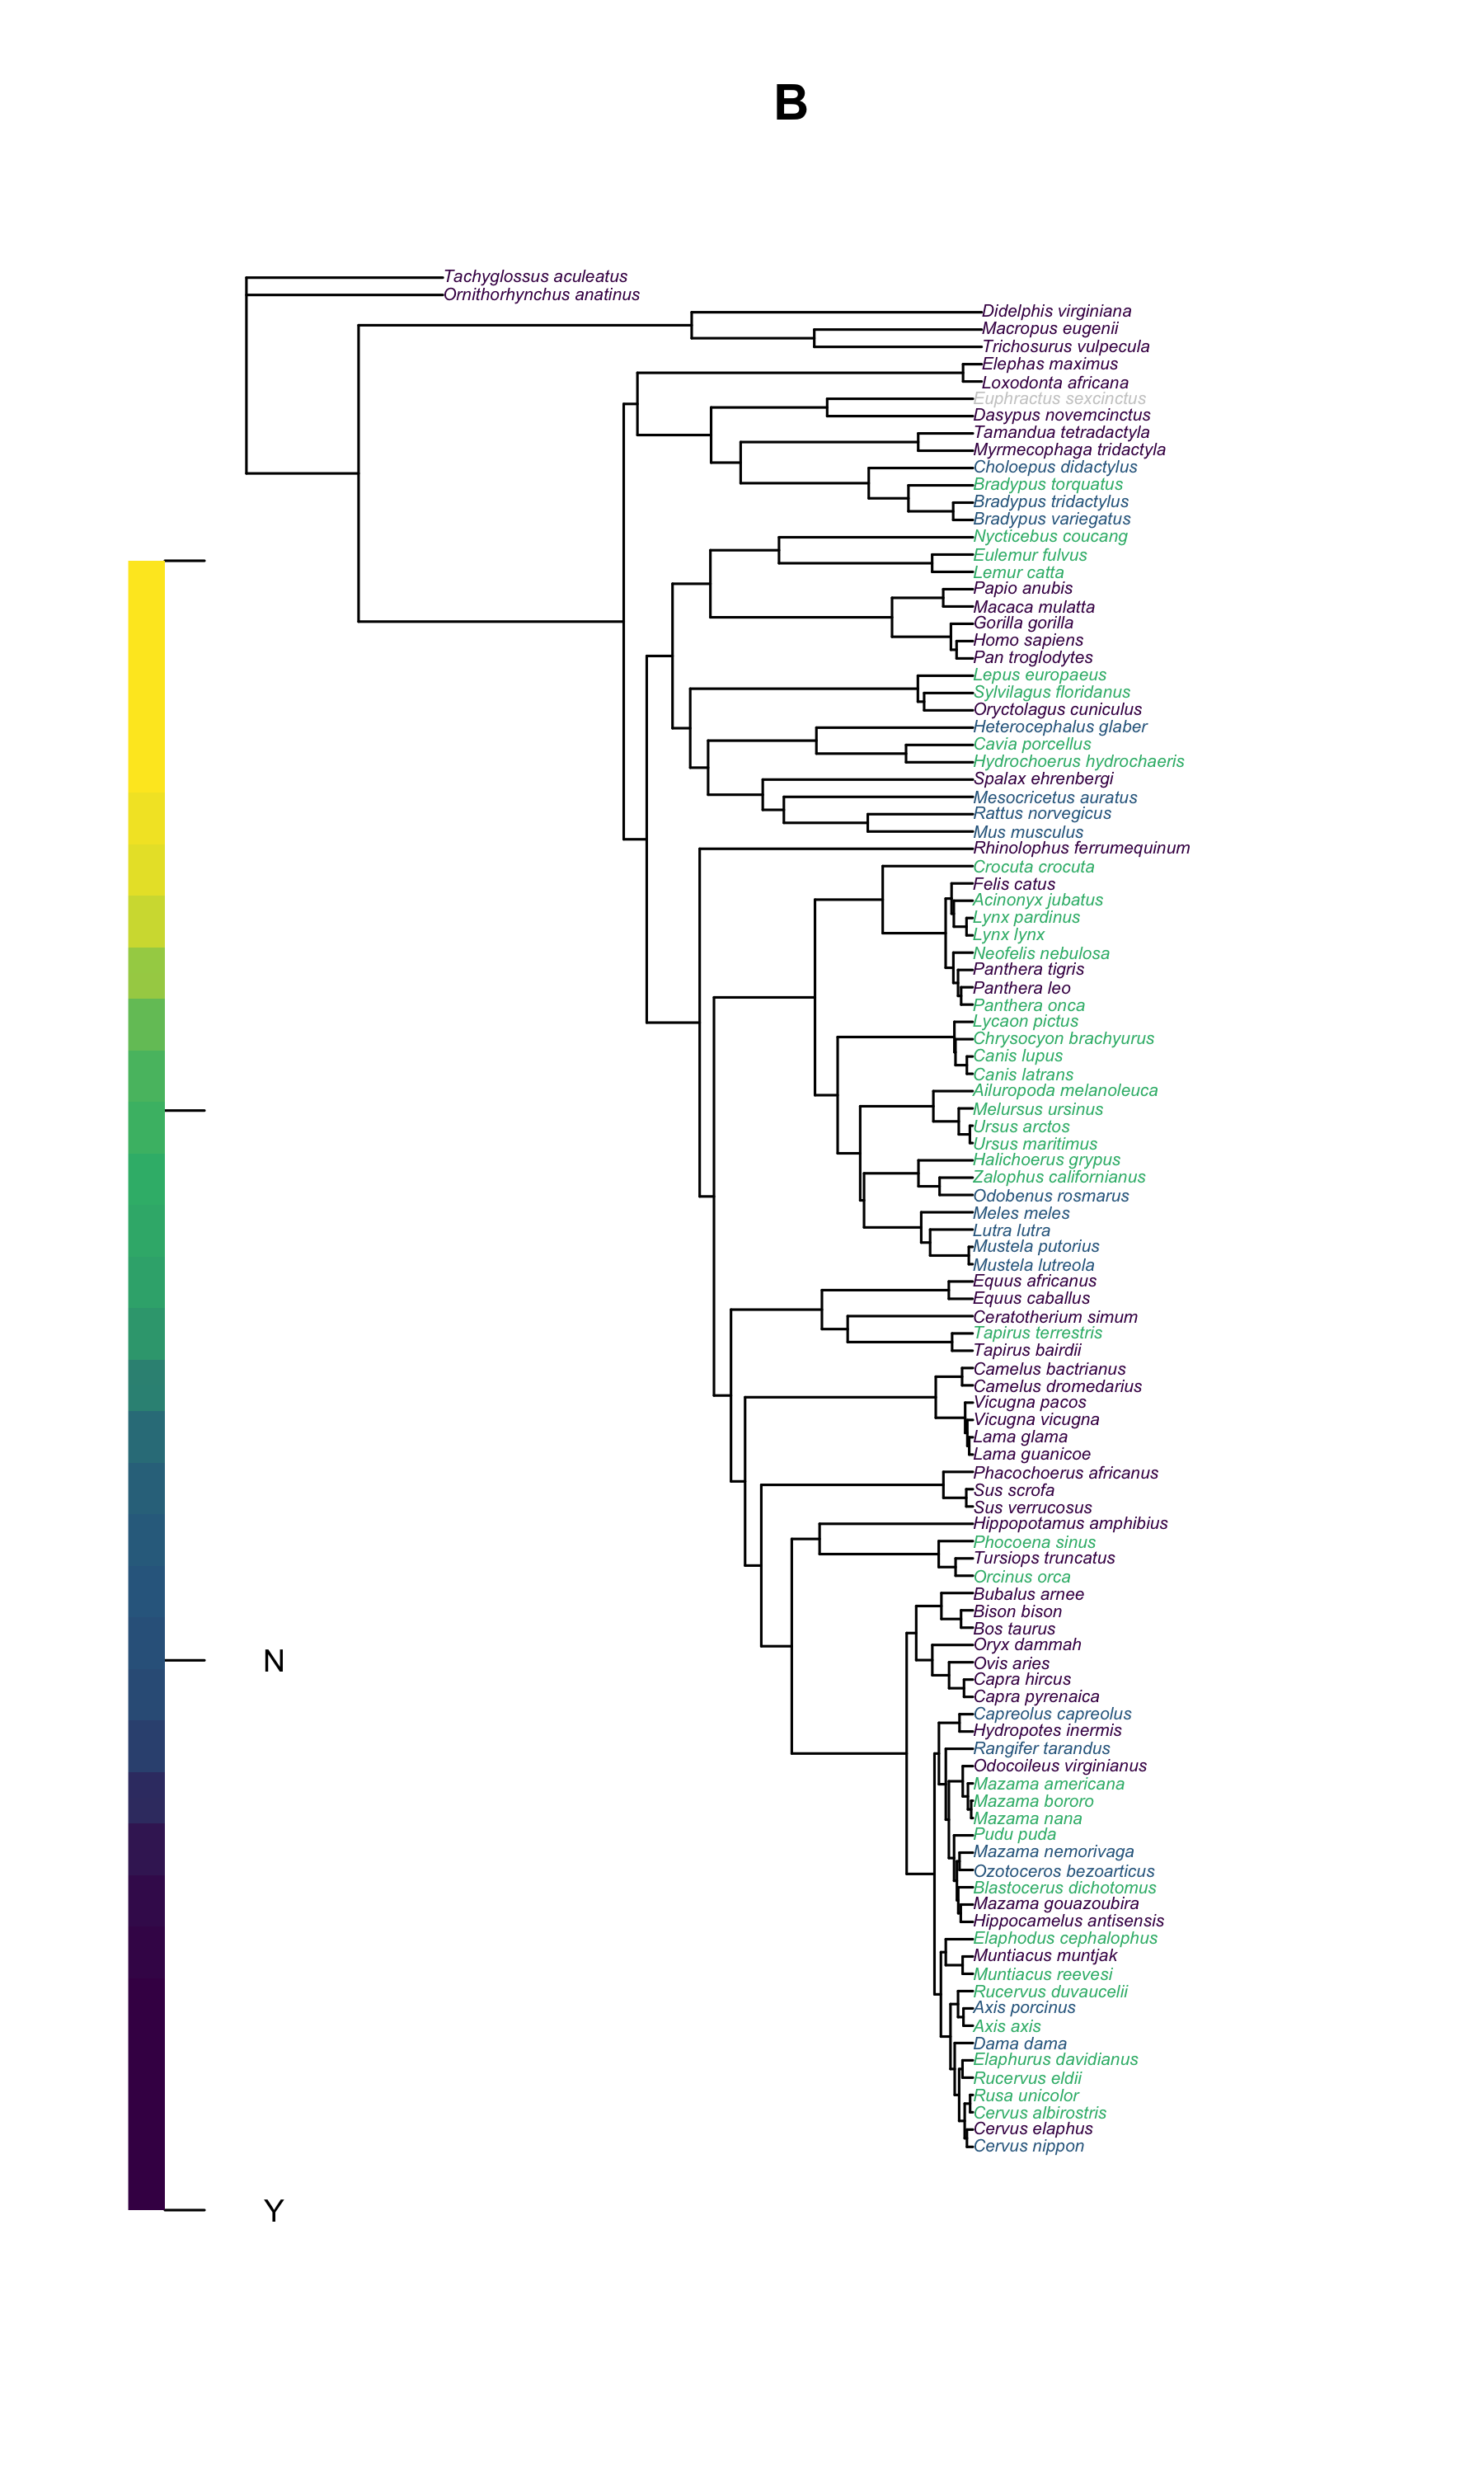 B
Tachyglossus aculeatus
Ornithorhynchus anatinus
Didelphis virginiana
Macropus eugenii
Trichosurus vulpecula
Elephas maximus
Loxodonta africana
Euphractus sexcinctus
Dasypus novemcinctus
Tamandua tetradactyla
Myrmecophaga tridactyla
Choloepus didactylus
Bradypus torquatus
Bradypus tridactylus
Bradypus variegatus
Nycticebus coucang
Eulemur fulvus
Lemur catta
Papio anubis
Macaca mulatta
Gorilla gorilla
Homo sapiens
Pan troglodytes
Lepus europaeus
Sylvilagus floridanus
Oryctolagus cuniculus
Heterocephalus glaber
Cavia porcellus
Hydrochoerus hydrochaeris
Spalax ehrenbergi
Mesocricetus auratus
Rattus norvegicus
Mus musculus
Rhinolophus ferrumequinum
Crocuta crocuta
Felis catus
Acinonyx jubatus
Lynx pardinus
Lynx lynx
Neofelis nebulosa
Panthera tigris
Panthera leo
Panthera onca
Lycaon pictus
Chrysocyon brachyurus
Canis lupus
Canis latrans
Ailuropoda melanoleuca
Melursus ursinus
Ursus arctos
Ursus maritimus
Halichoerus grypus
Zalophus californianus
Odobenus rosmarus
Meles meles
Lutra lutra
Mustela putorius
Mustela lutreola
Equus africanus
Equus caballus
Ceratotherium simum
Tapirus terrestris
Tapirus bairdii
Camelus bactrianus
Camelus dromedarius
Vicugna pacos
Vicugna vicugna
Lama glama
Lama guanicoe
Phacochoerus africanus
Sus scrofa
Sus verrucosus
Hippopotamus amphibius
Phocoena sinus
Tursiops truncatus
Orcinus orca
Bubalus arnee
Bison bison
Bos taurus
Oryx dammah
Ovis aries
Capra hircus
Capra pyrenaica
Capreolus capreolus
Hydropotes inermis
Rangifer tarandus
Odocoileus virginianus
Mazama americana
Mazama bororo
Mazama nana
Pudu puda
Mazama nemorivaga
Ozotoceros bezoarticus
Blastocerus dichotomus
Mazama gouazoubira
Hippocamelus antisensis
Elaphodus cephalophus
Muntiacus muntjak
Muntiacus reevesi
Rucervus duvaucelii
Axis porcinus
Axis axis
Dama dama
Elaphurus davidianus
Rucervus eldii
Rusa unicolor
Cervus albirostris
Cervus elaphus
Cervus nippon
N
Y